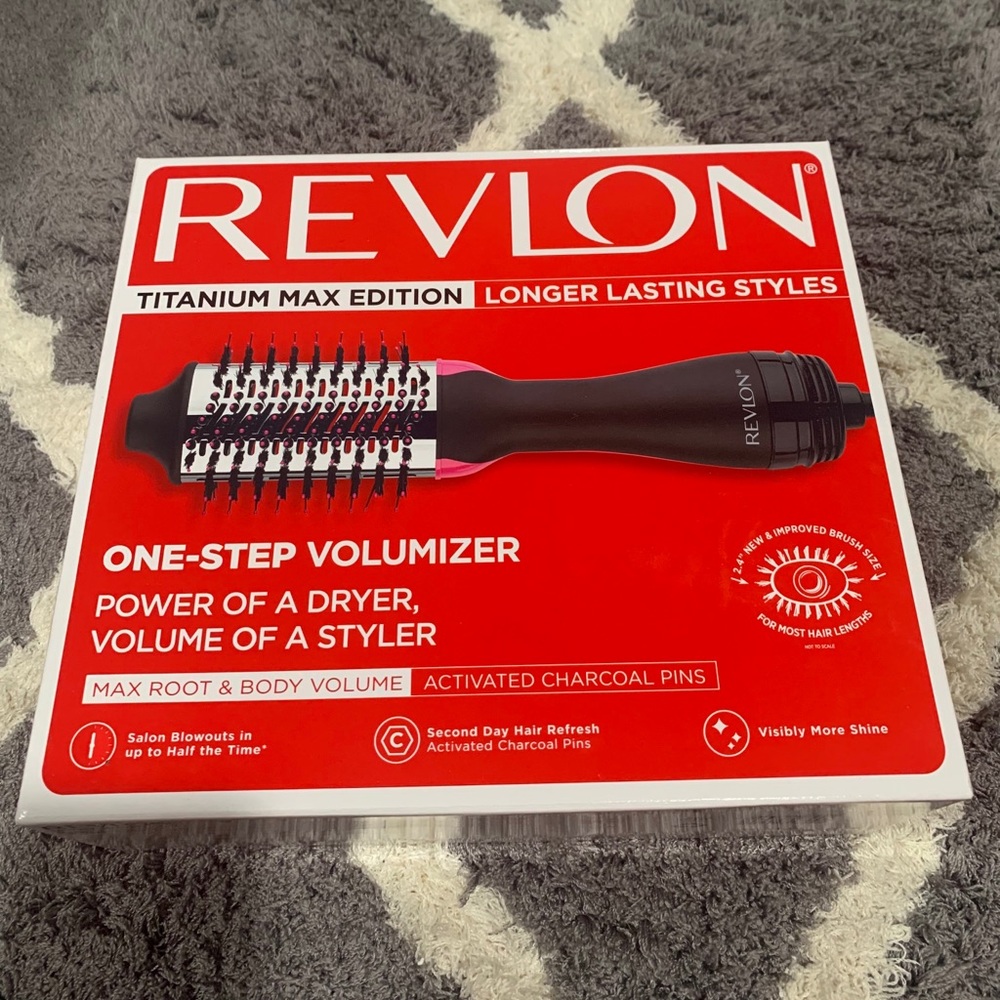 REVLON®
TITANIUM MAX EDITION LONGER LASTING STYLES
REVLON®
ONE-STEP VOLUMIZER
POWER OF A DRYER,
VOLUME OF A STYLER
2.4" NEW & IMPROVED BRUSH SIZE
FOR MOST HAIR LENGTHS
NOT TO SCALE
MAX ROOT & BODY VOLUME ACTIVATED CHARCOAL PINS
Salon Blowouts in
up to Half the Time*
C
Second Day Hair Refresh
Activated Charcoal Pins
Visibly More Shine